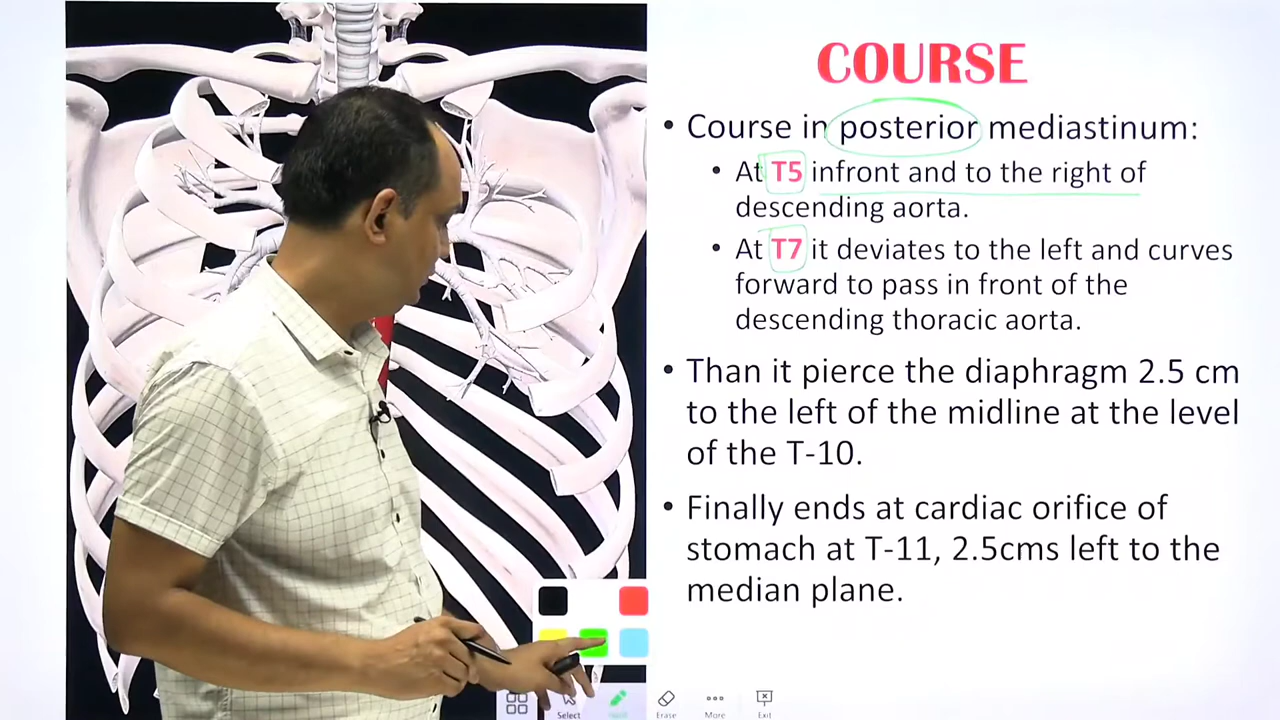 COURSE
• Course in posterior mediastinum:
• At T5 infront and to the right of
descending aorta.
• At T7 it deviates to the left and curves
forward to pass in front of the
descending thoracic aorta.
• Than it pierce the diaphragm 2.5 cm
to the left of the midline at the level
of the T-10.
• Finally ends at cardiac orifice of
stomach at T-11, 2.5cms left to the
median plane.
Select
Erase
More
Exit